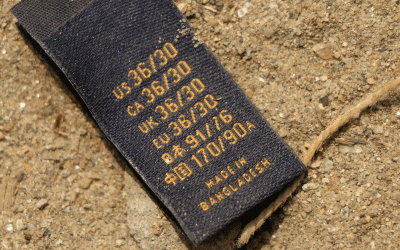 US 36/30
CA 36/30
UK 36/30
EU 36/30
日本 91/76
中国 170/90A
MADE IN
BANGLADESH